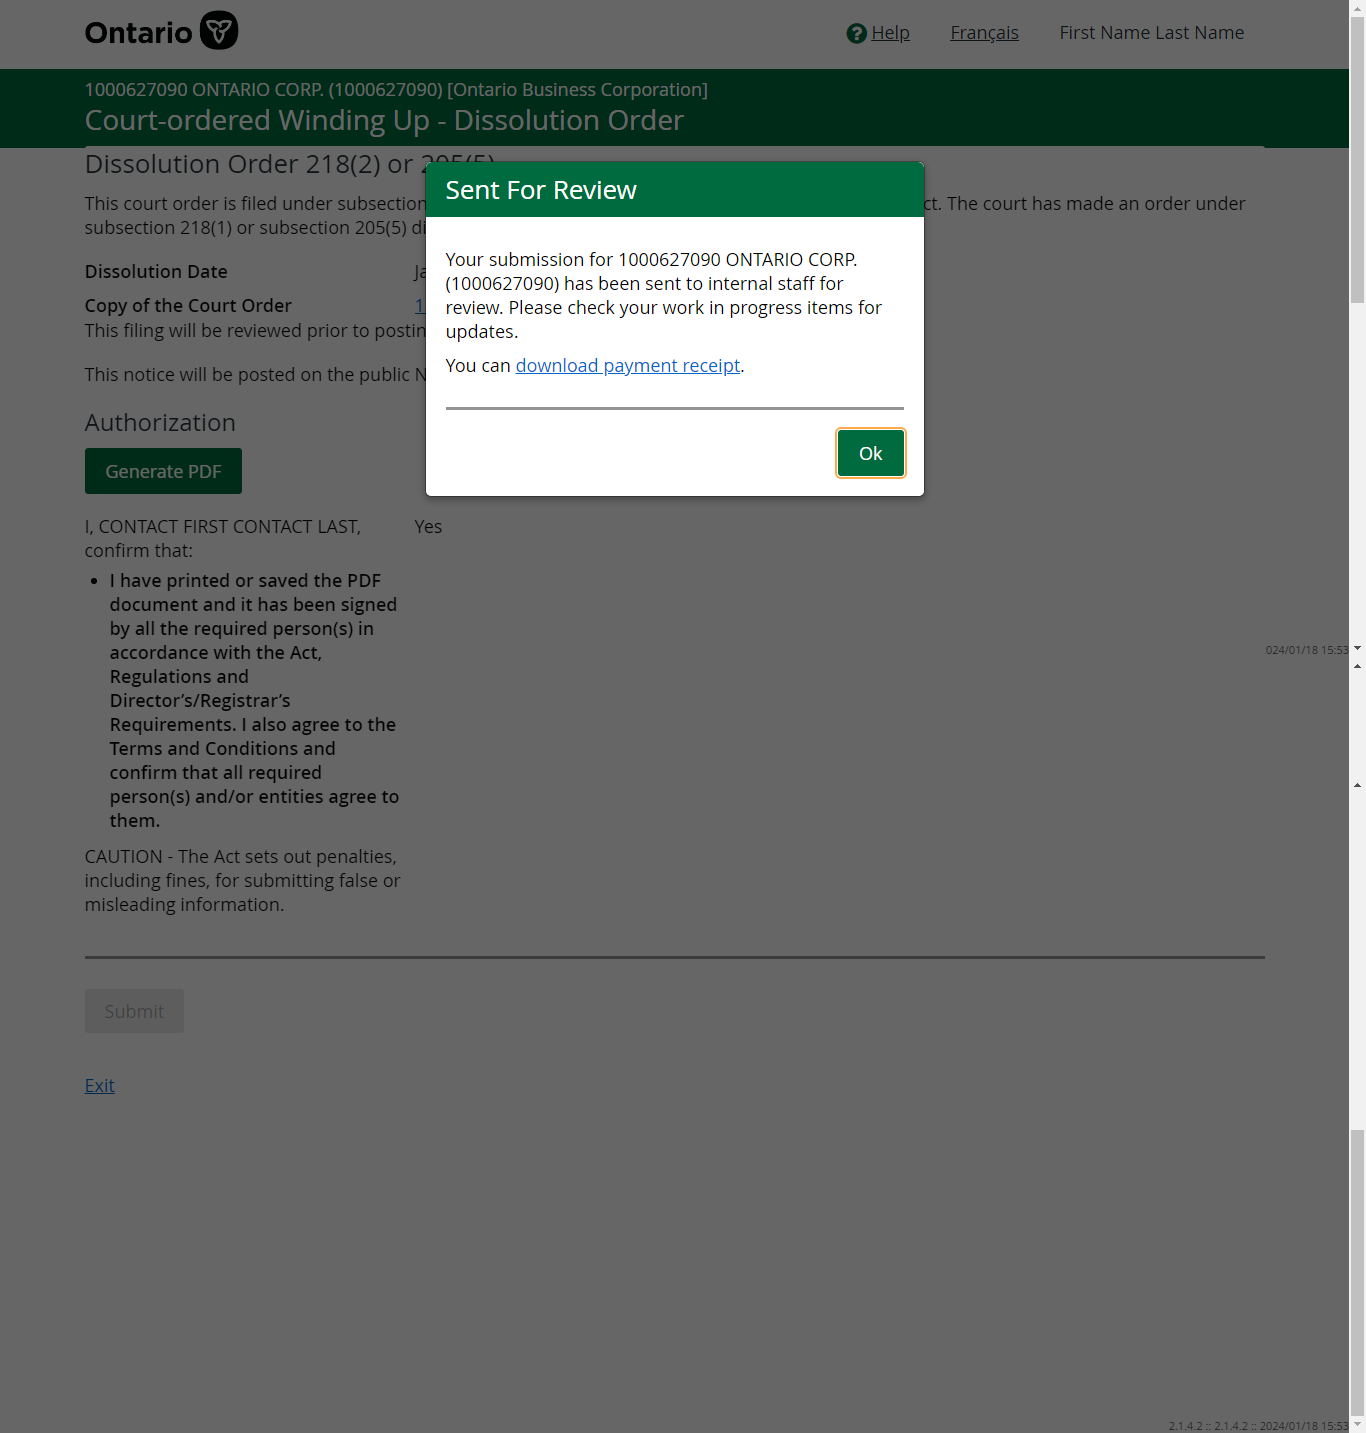 Ontario
Help Français First Name Last Name
1000627090 ONTARIO CORP. (1000627090) [Ontario Business Corporation]
Court-ordered Winding Up - Dissolution Order
Dissolution Order 218(2) or 205(5)
This court order is filed under subsection ct. The court has made an order under
subsection 218(1) or subsection 205(5) di
Dissolution Date Ja
Copy of the Court Order 1
This filing will be reviewed prior to postin
This notice will be posted on the public N
Sent For Review
Your submission for 1000627090 ONTARIO CORP.
(1000627090) has been sent to internal staff for
review. Please check your work in progress items for
updates.
You can download payment receipt.
Ok
Authorization
Generate PDF
I, CONTACT FIRST CONTACT LAST, Yes
confirm that:
• I have printed or saved the PDF
document and it has been signed
by all the required person(s) in
accordance with the Act,
Regulations and
Director's/Registrar's
Requirements. I also agree to the
Terms and Conditions and
confirm that all required
person(s) and/or entities agree to
them.
024/01/18 15:53
CAUTION - The Act sets out penalties,
including fines, for submitting false or
misleading information.
Submit
Exit
2.1.4.2 :: 2.1.4.2 :: 2024/01/18 15:53